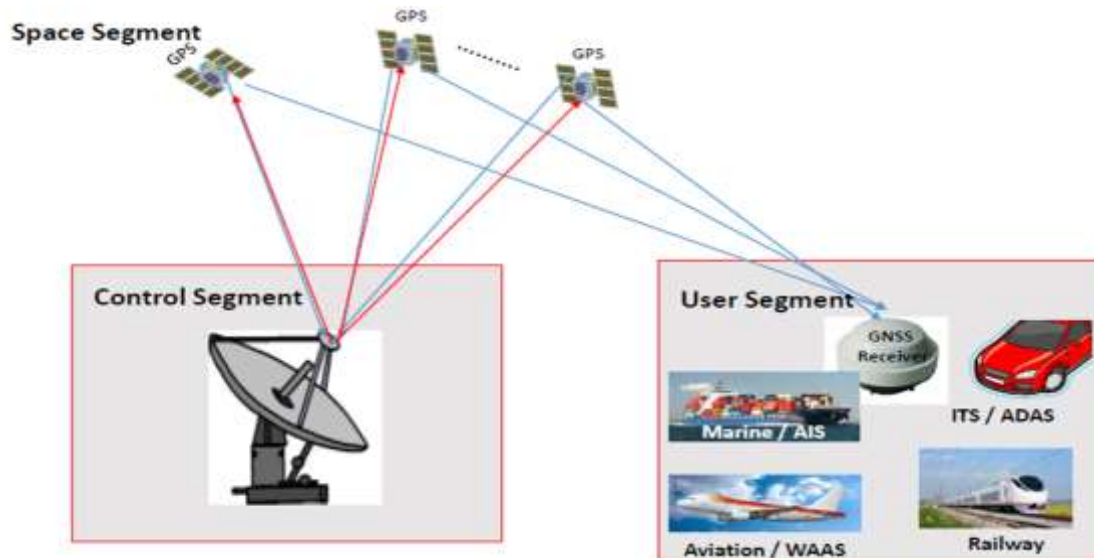 Space Segment
GPS
GPS
GPS
Control Segment
User Segment
GNSS
Receiver
Marine / AIS
ITS / ADAS
Aviation / WAAS
Railway